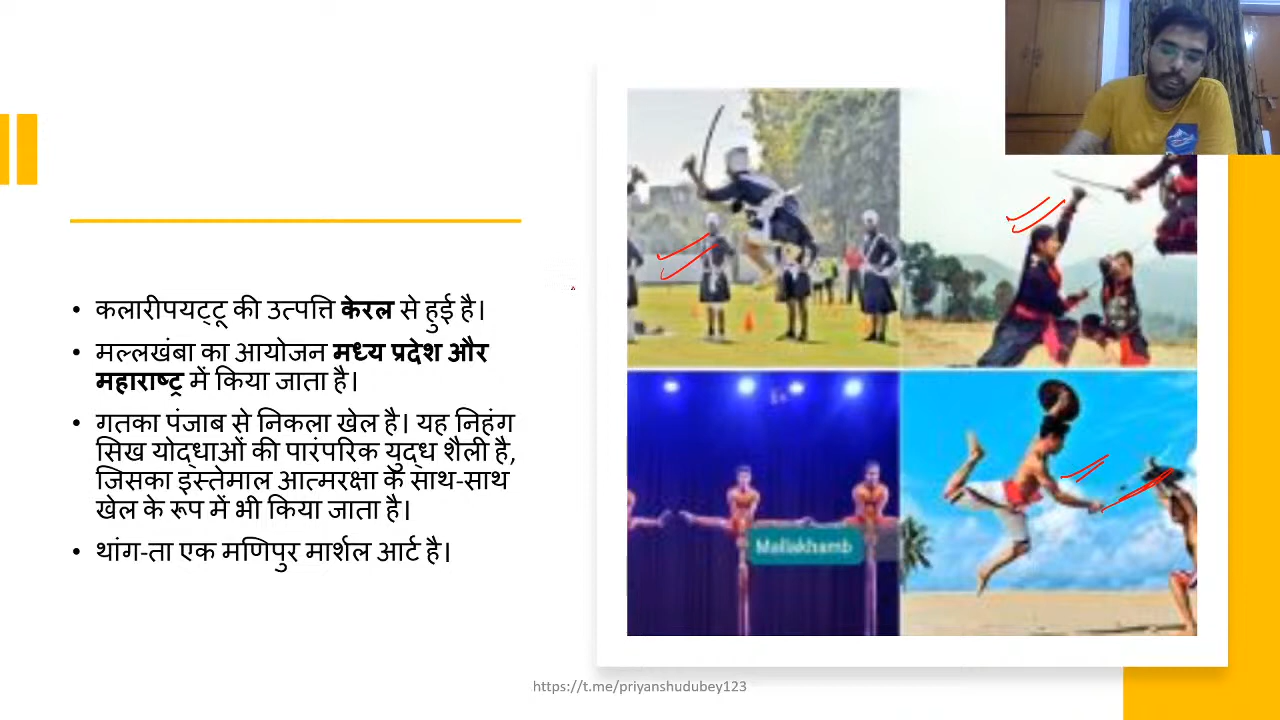 • कलारीपयट्टू की उत्पत्ति केरल से हुई है।
• मल्लखंबा का आयोजन मध्य प्रदेश और
महाराष्ट्र में किया जाता है।
• गतका पंजाब से निकला खेल है। यह निहंग
सिख योद्धाओं की पारंपरिक युद्ध शैली है,
जिसका इस्तेमाल आत्मरक्षा के साथ-साथ
खेल के रूप में भी किया जाता है।
• थांग-ता एक मणिपुर मार्शल आर्ट है।
Mallakhamb
https://t.me/priyanshudubey123